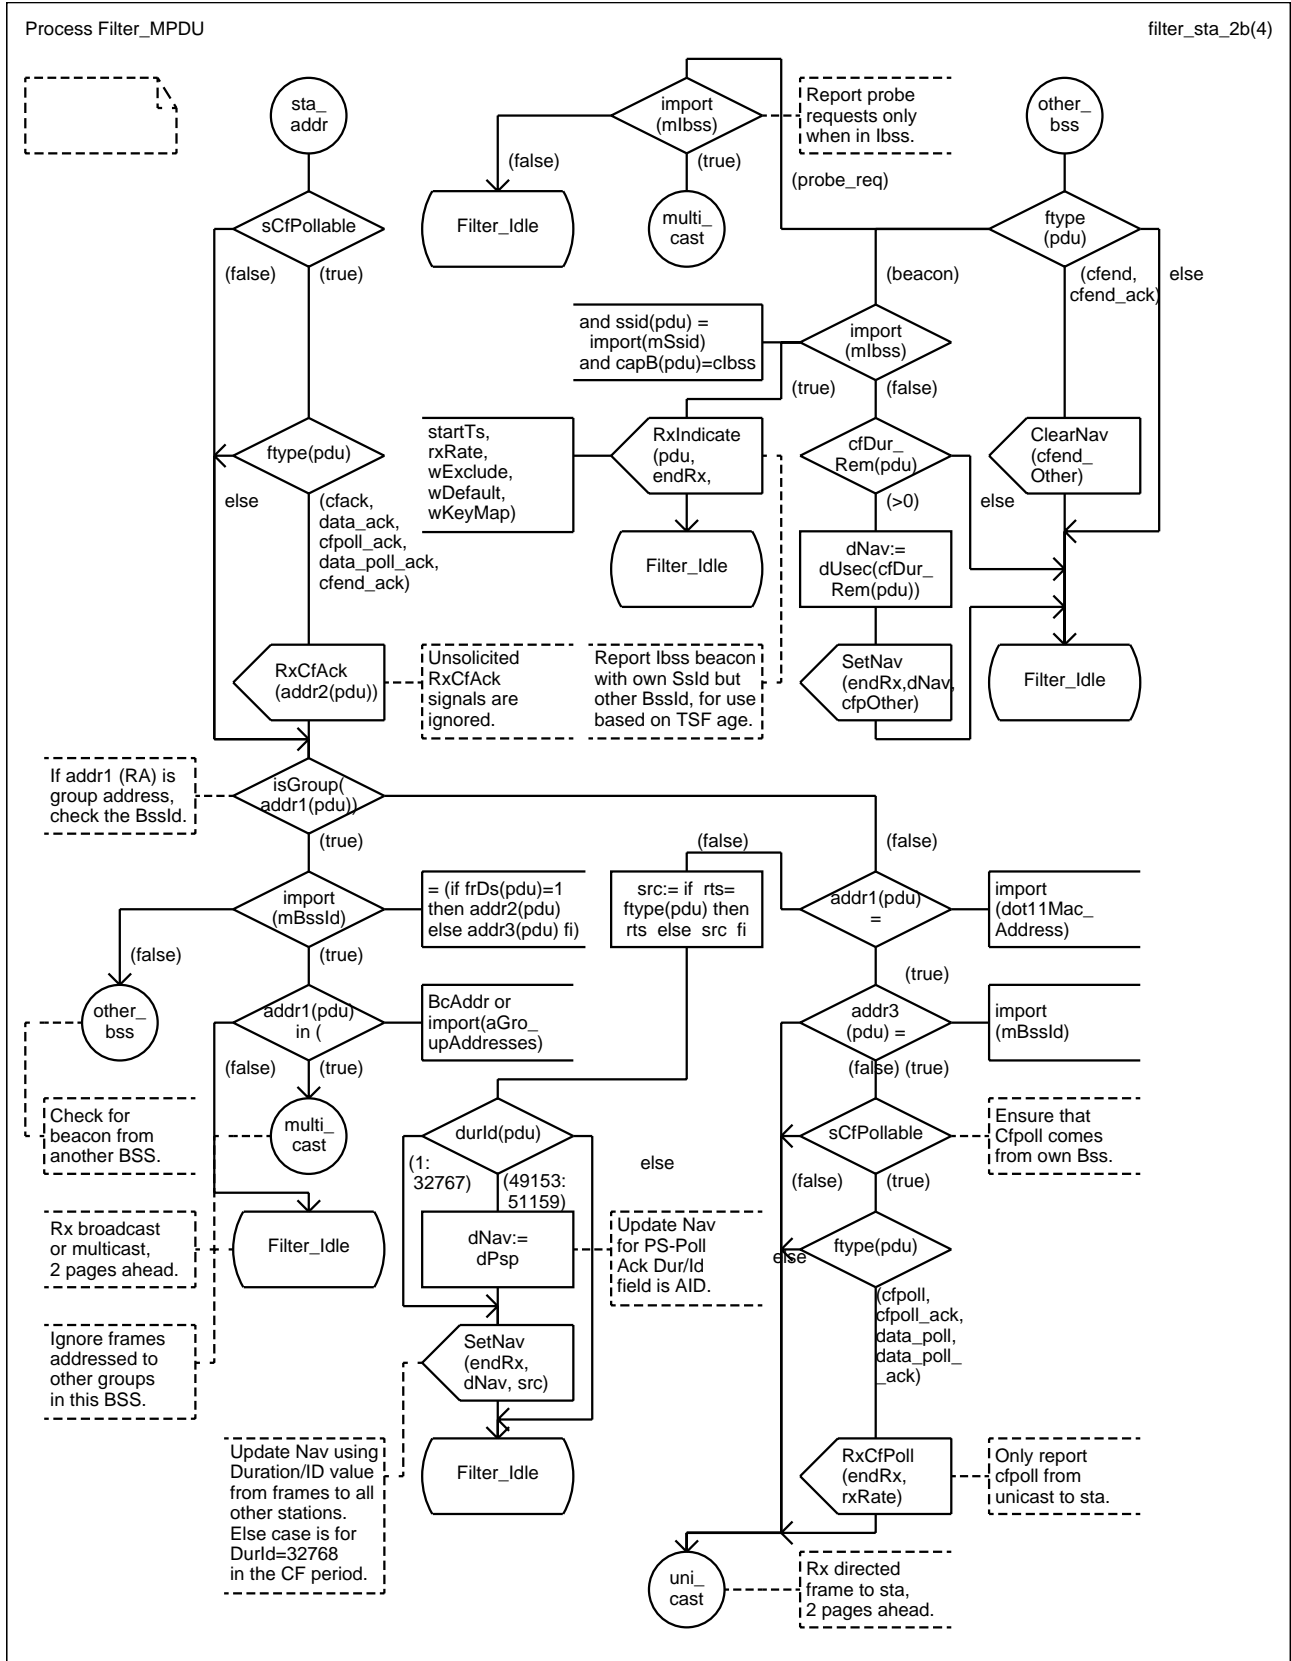 Process Filter_MPDU
filter_sta_2b(4)
sta_
addr
import
(mIbss)
Report probe
requests only
when in Ibss.
other_
bss
(false)
(true)
(probe_req)
sCfPollable
Filter_Idle
multi_
cast
ftype
(pdu)
(false)
(true)
(beacon)
(cfend,
cfend_ack)
else
and ssid(pdu) =
import(mSsid)
and capB(pdu)=cIbss
import
(mIbss)
(true)
(false)
ftype(pdu)
startTs,
rxRate,
wExclude,
wDefault,
wKeyMap)
RxIndicate
(pdu,
endRx,
cfDur_
Rem(pdu)
ClearNav
(cfend_
Other)
else
(cfack,
data_ack,
cfpoll_ack,
data_poll_ack,
cfend_ack)
(>0)
else
Filter_Idle
dNav:=
dUsec(cfDur_
Rem(pdu))
RxCfAck
(addr2(pdu))
Unsolicited
RxCfAck
signals are
ignored.
Report Ibss beacon
with own SsId but
other BssId, for use
based on TSF age.
SetNav
(endRx,dNav,
cfpOther)
Filter_Idle
If addr1 (RA) is
group address,
check the BssId.
isGroup(
addr1(pdu))
(true)
(false)
(false)
import
(mBssId)
= (if frDs(pdu)=1
then addr2(pdu)
else addr3(pdu) fi)
src:= if rts=
ftype(pdu) then
rts else src fi
addr1(pdu)
=
import
(dot11Mac_
Address)
(false)
(true)
(true)
other_
bss
addr1(pdu)
in (
BcAddr or
import(aGro_
upAddresses)
addr3
(pdu) =
import
(mBssId)
(false)
(true)
(false) (true)
Check for
beacon from
another BSS.
multi_
cast
durId(pdu)
sCfPollable
Ensure that
Cfpoll comes
from own Bss.
(1:
32767)
(49153:
51159)
else
(false)
(true)
Rx broadcast
or multicast,
2 pages ahead.
Filter_Idle
dNav:=
dPsp
Update Nav
for PS-Poll
Ack Dur/Id
field is AID.
else
ftype(pdu)
(cfpoll,
cfpoll_ack,
data_poll,
data_poll_
_ack)
Ignore frames
addressed to
other groups
in this BSS.
SetNav
(endRx,
dNav, src)
Update Nav using
Duration/ID value
from frames to all
other stations.
Else case is for
DurId=32768
in the CF period.
Filter_Idle
RxCfPoll
(endRx,
rxRate)
Only report
cfpoll from
unicast to sta.
uni_
cast
Rx directed
frame to sta,
2 pages ahead.